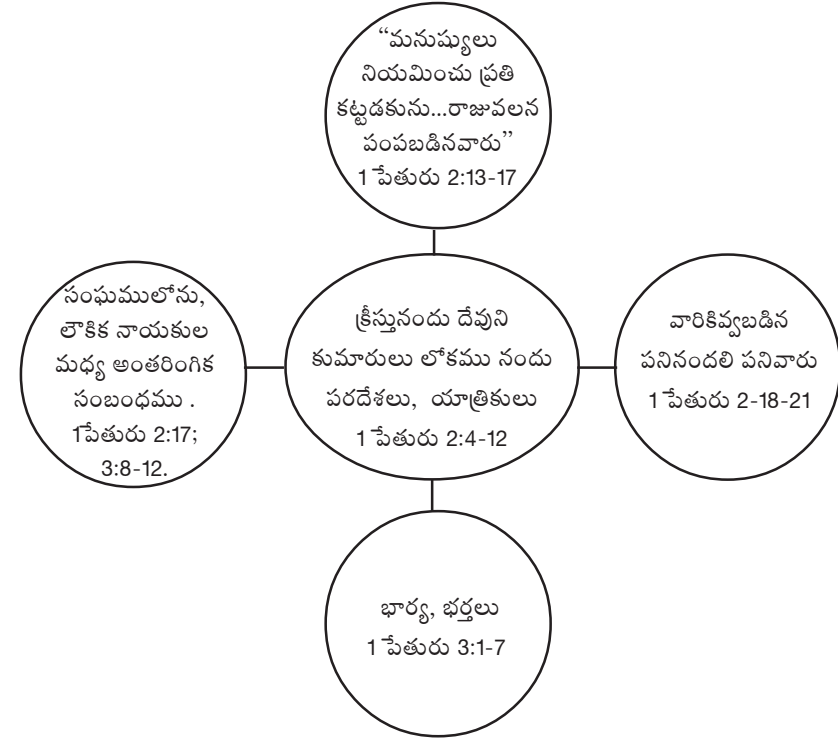 “మనుష్యులు
నియమించు ప్రతి
కట్టడకును...రాజువలన
పంపబడినవారు”
1 పేతురు 2:13-17
సంఘములోను,
లౌకిక నాయకుల
మధ్య అంతరింగిక
సంబంధము .
1పేతురు 2:17;
3:8-12.
క్రీస్తునందు దేవుని
కుమారులు లోకము నందు
పరదేశలు, యాత్రికులు
1 పేతురు 2:4-12
వారికివ్వబడిన
పనినందలి పనివారు
1 పేతురు 2-18-21
భార్య, భర్తలు
1 పేతురు 3:1-7